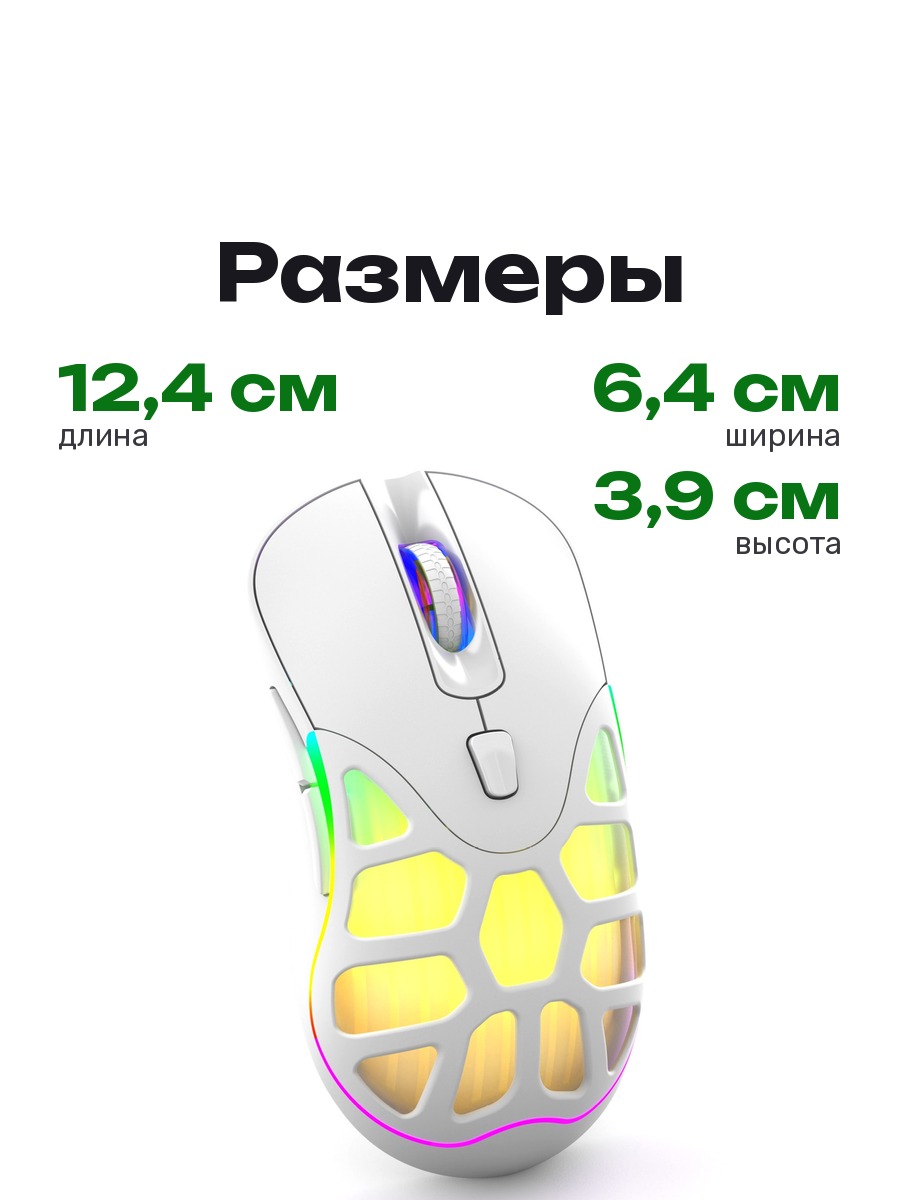 Размеры
12,4 см
длина
6,4 см
ширина
3,9 см
высота